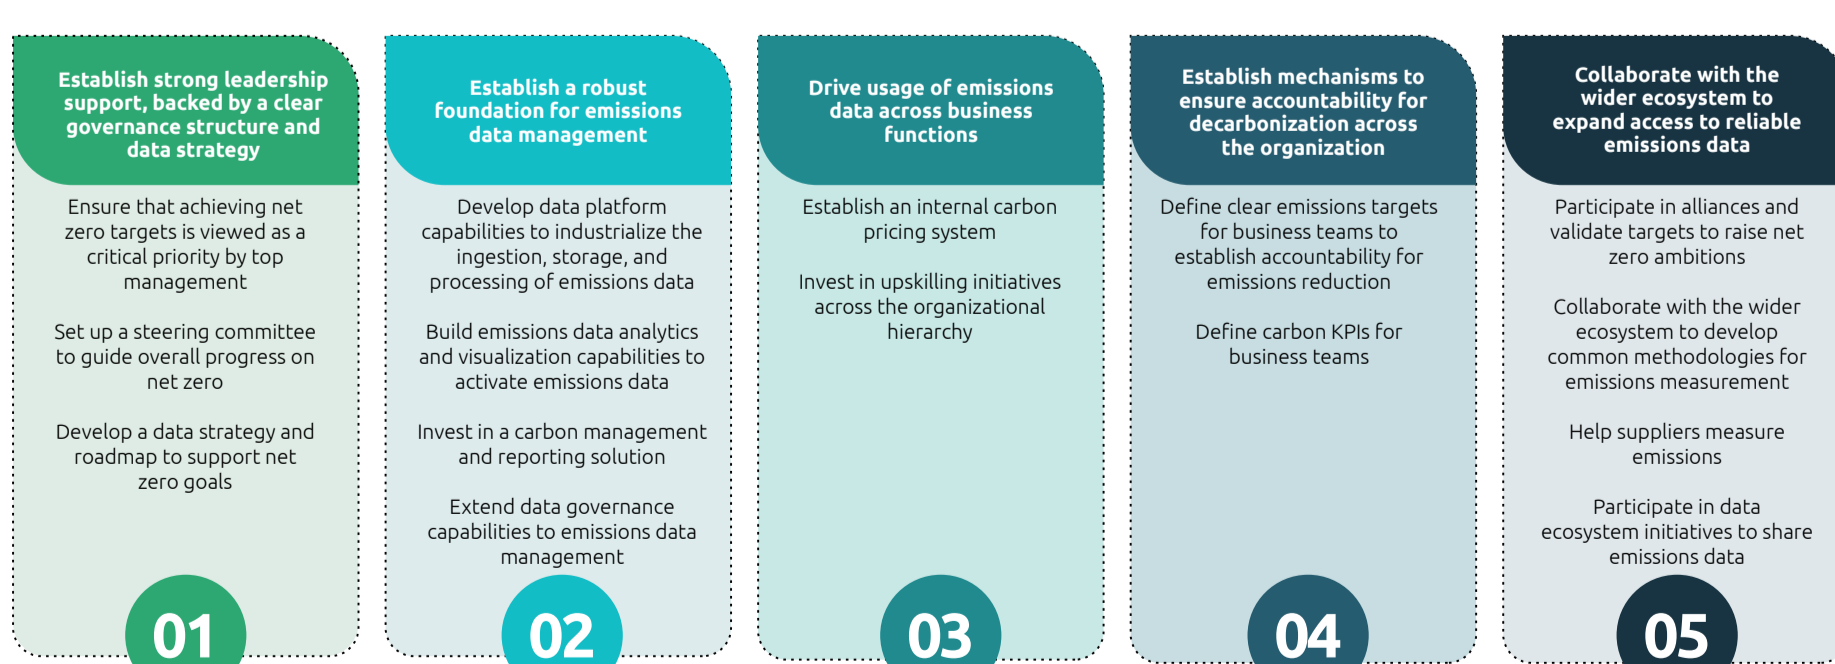 Establish strong leadership
support, backed by a clear
governance structure and
data strategy
Ensure that achieving net
zero targets is viewed as a
critical priority by top
management
Set up a steering committee
to guide overall progress on
net zero
Develop a data strategy and
roadmap to support net
zero goals
01
Establish a robust
foundation for emissions
data management
Develop data platform
capabilities to industrialize the
ingestion, storage, and
processing of emissions data
Build emissions data analytics
and visualization capabilities to
activate emissions data
Invest in a carbon management
and reporting solution
Extend data governance
capabilities to emissions data
management
02
Drive usage of emissions
data across business
functions
Establish an internal carbon
pricing system
Invest in upskilling initiatives
across the organizational
hierarchy
03
Establish mechanisms to
ensure accountability for
decarbonization across
the organization
Define clear emissions targets
for business teams to
establish accountability for
emissions reduction
Define carbon KPIs for
business teams
04
Collaborate with the
wider ecosystem to
expand access to reliable
emissions data
Participate in alliances and
validate targets to raise net
zero ambitions
Collaborate with the wider
ecosystem to develop
common methodologies for
emissions measurement
Help suppliers measure
emissions
Participate in data
ecosystem initiatives to share
emissions data
05